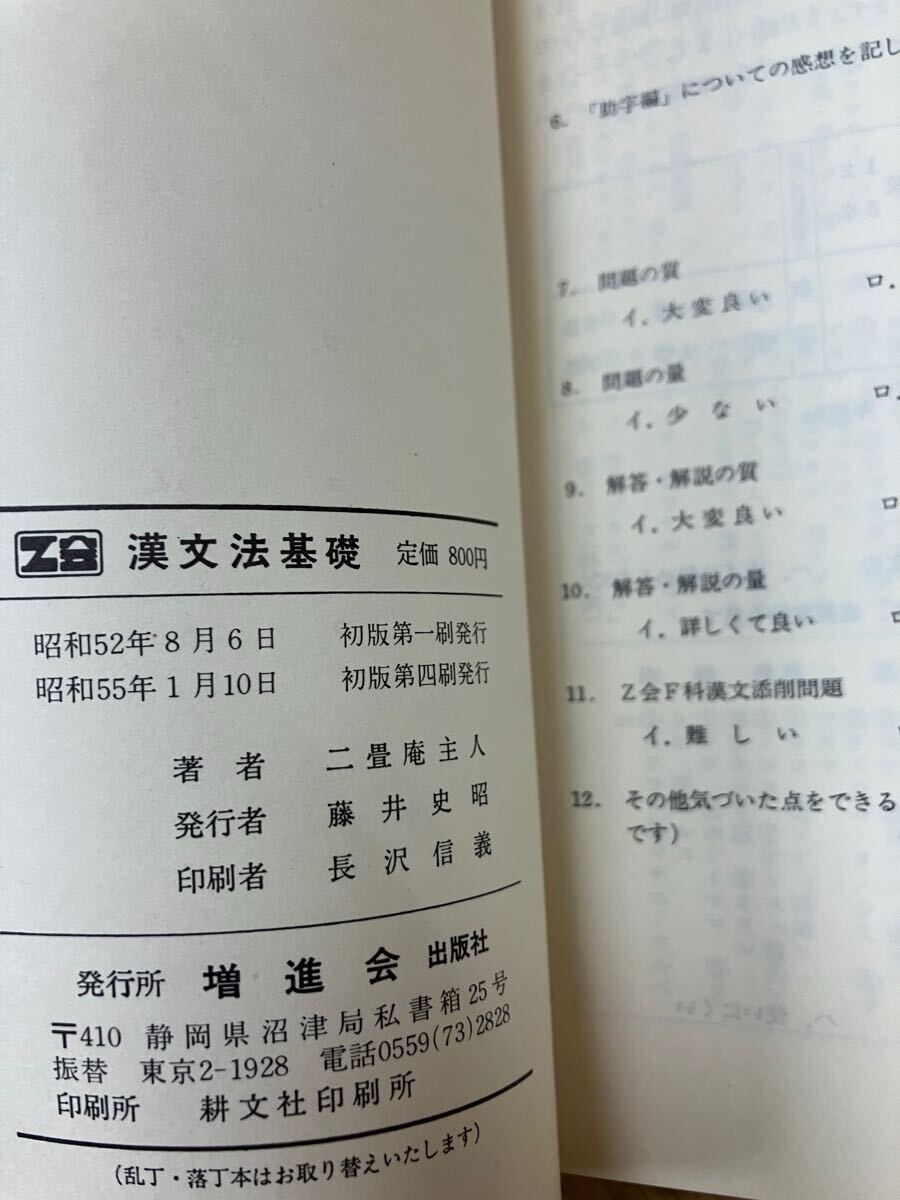 Z会 漢文法基礎 定価 800円
昭和52年8月6日 初版第一刷発行
昭和55年1月10日 初版第四刷発行
著者 二畳庵主人
発行者 藤井史昭
印刷者 長沢信義
発行所 増進会出版社
〒410 静岡県沼津局私書箱25号
振替 東京2-1928 電話0559(73)2828
印刷所 耕文社印刷所
(乱丁・落丁本はお取り替えいたします)
6. 「助字編」についての感想を記し
7. 問題の質
イ. 大変良い ロ.
8. 問題の量
イ. 少ない ロ.
9. 解答・解説の質
イ. 大変良い ロ
10. 解答・解説の量
イ. 詳しくて良い
11. Z会F科漢文添削問題
イ. 難しい
12. その他気づいた点をできる
です)